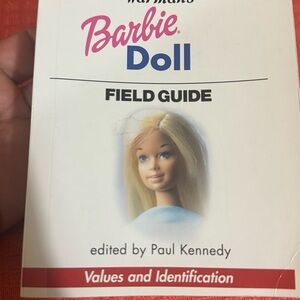 Warman's
Barbie®
Doll
FIELD GUIDE
edited by Paul Kennedy
Values and Identification